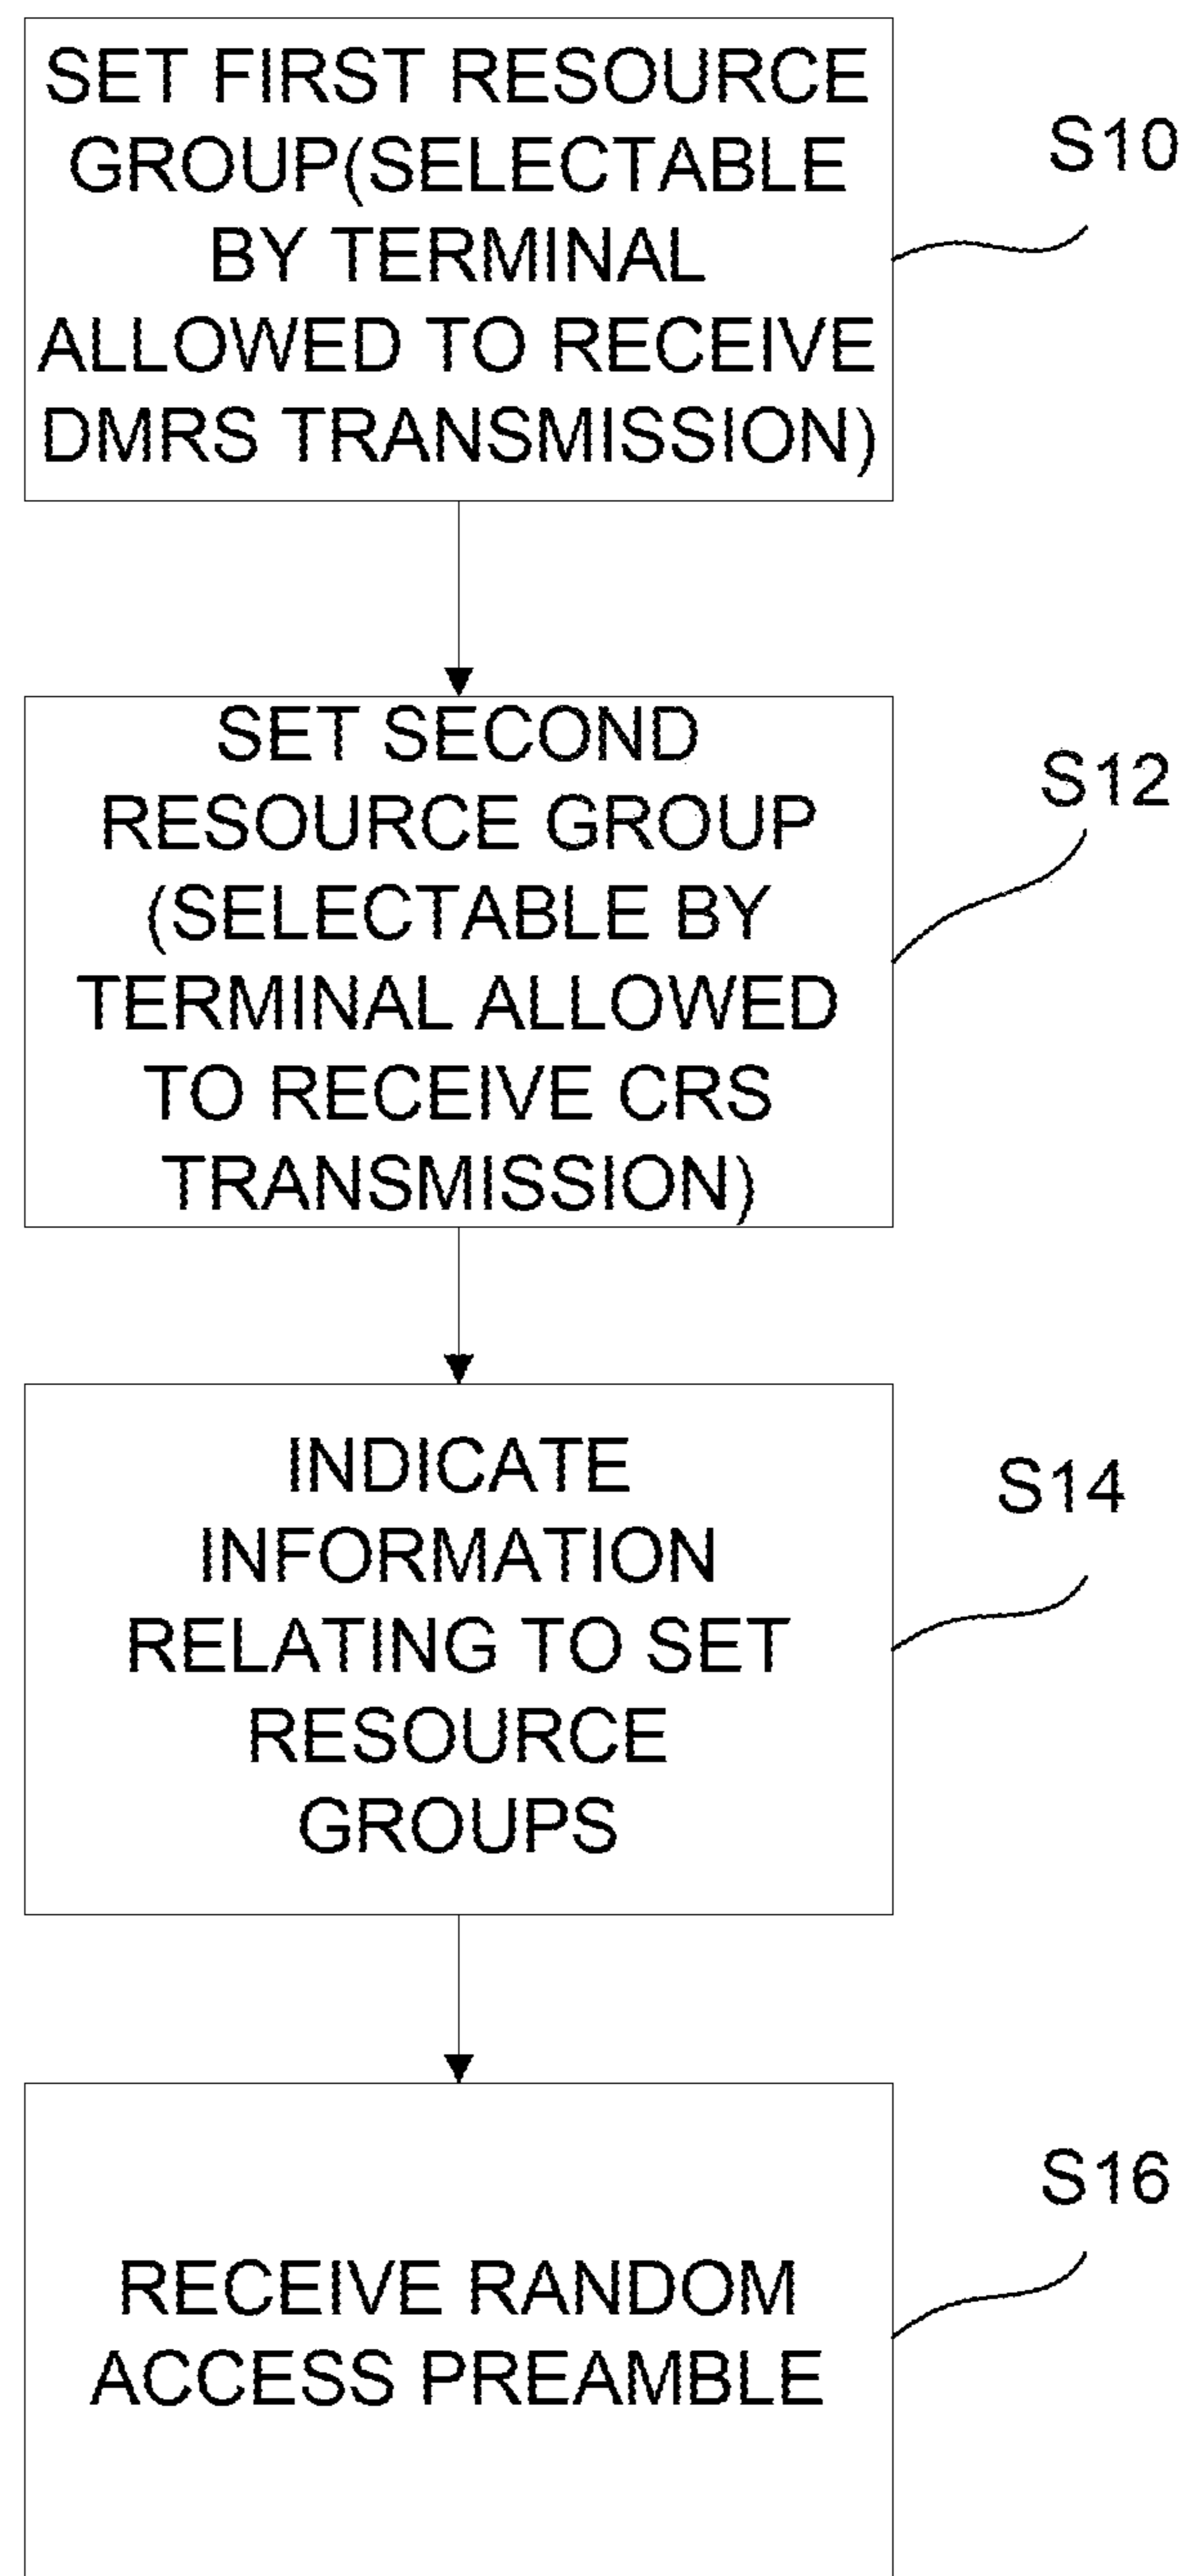 SET FIRST RESOURCE
GROUP(SELECTABLE
BY TERMINAL
ALLOWED TO RECEIVE
DMRS TRANSMISSION)
S10
SET SECOND
RESOURCE GROUP
(SELECTABLE BY
TERMINAL ALLOWED
TO RECEIVE CRS
TRANSMISSION)
S12
INDICATE
INFORMATION
RELATING TO SET
RESOURCE
GROUPS
S14
RECEIVE RANDOM
ACCESS PREAMBLE
S16